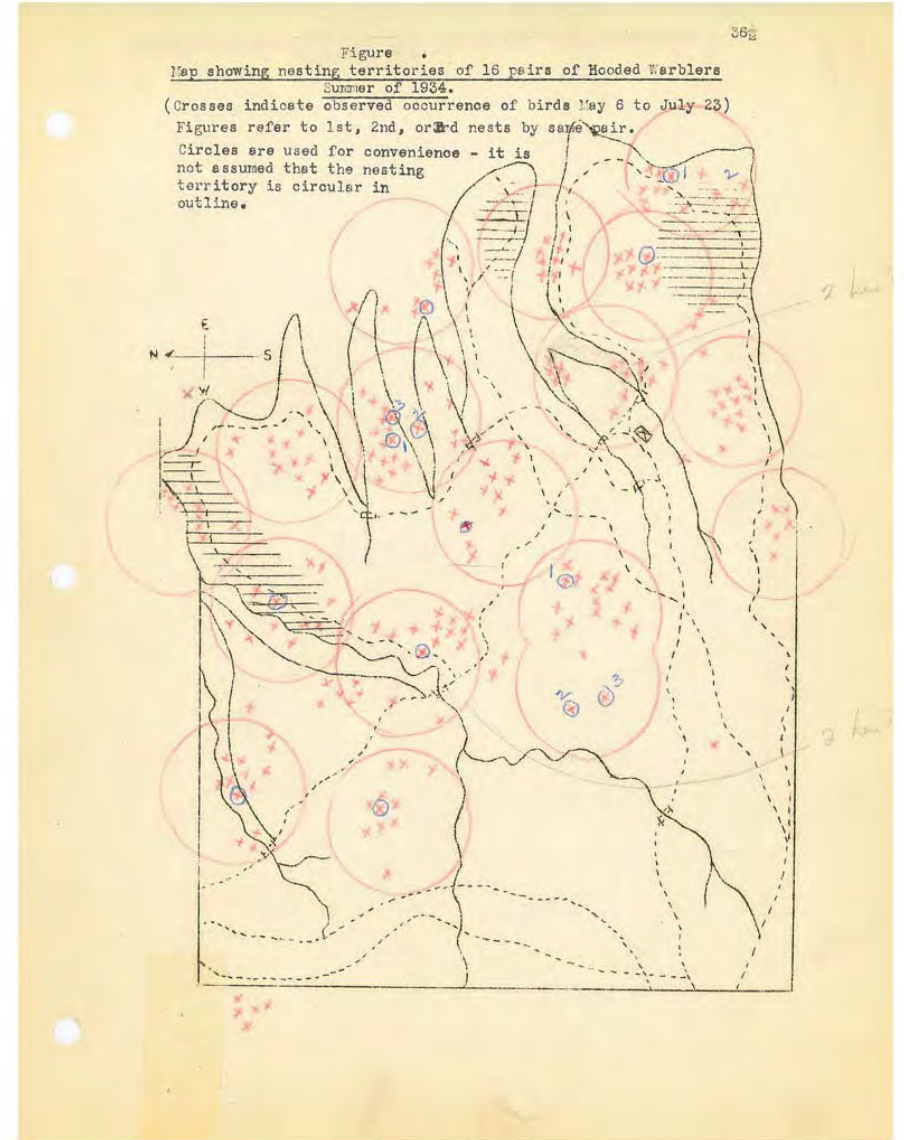 36½
Figure .
Map showing nesting territories of 16 pairs of Hooded Warblers
Summer of 1934.
(Crosses indicate observed occurrence of birds May 6 to July 23)
Figures refer to 1st, 2nd, or 3rd nests by same pair.
Circles are used for convenience - it is
not assumed that the nesting
territory is circular in
outline.
1 2
2
E
N S
W
3 2
1
1
2 3
2